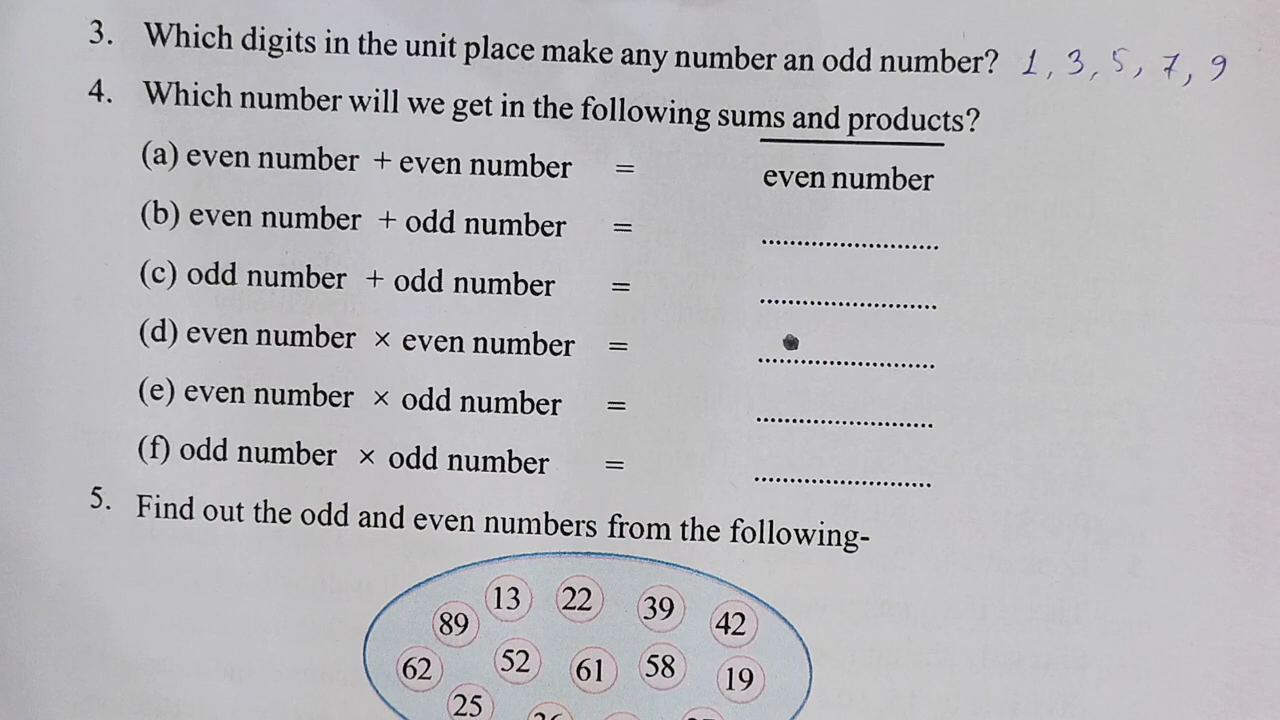 3. Which digits in the unit place make any number an odd number? 1, 3, 5, 7, 9
4. Which number will we get in the following sums and products?
(a) even number + even number = even number
(b) even number + odd number = ........................
(c) odd number + odd number = ........................
(d) even number × even number = ........................
(e) even number × odd number = ........................
(f) odd number × odd number = ........................
5. Find out the odd and even numbers from the following-
13 22 39 42
89
62 52 61 58 19
25